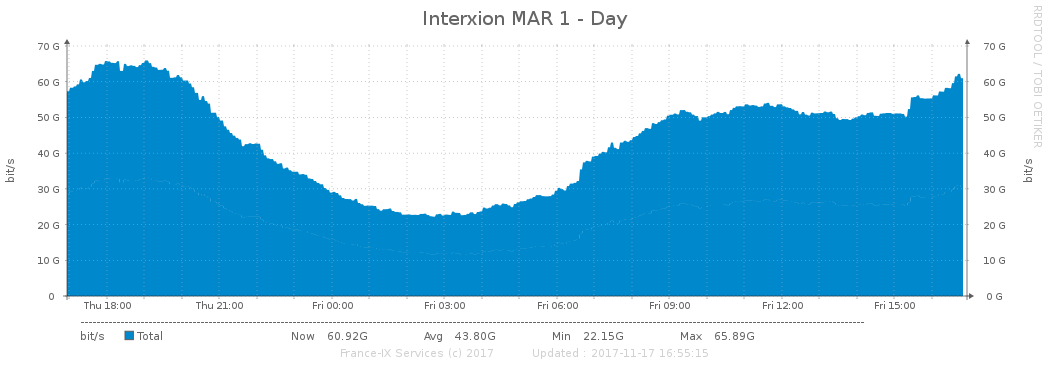 Interxion MAR 1 - Day
RRDTOOL / TOBI OETIKER
70 G 70 G
60 G 60 G
50 G 50 G
40 G 40 G
30 G 30 G
20 G 20 G
10 G 10 G
0 0 G
bit/s bit/s
Thu 18:00 Thu 21:00 Fri 00:00 Fri 03:00 Fri 06:00 Fri 09:00 Fri 12:00 Fri 15:00
bit/s Total Now 60.92G Avg 43.80G Min 22.15G Max 65.89G
France-IX Services (c) 2017 Updated : 2017-11-17 16:55:15